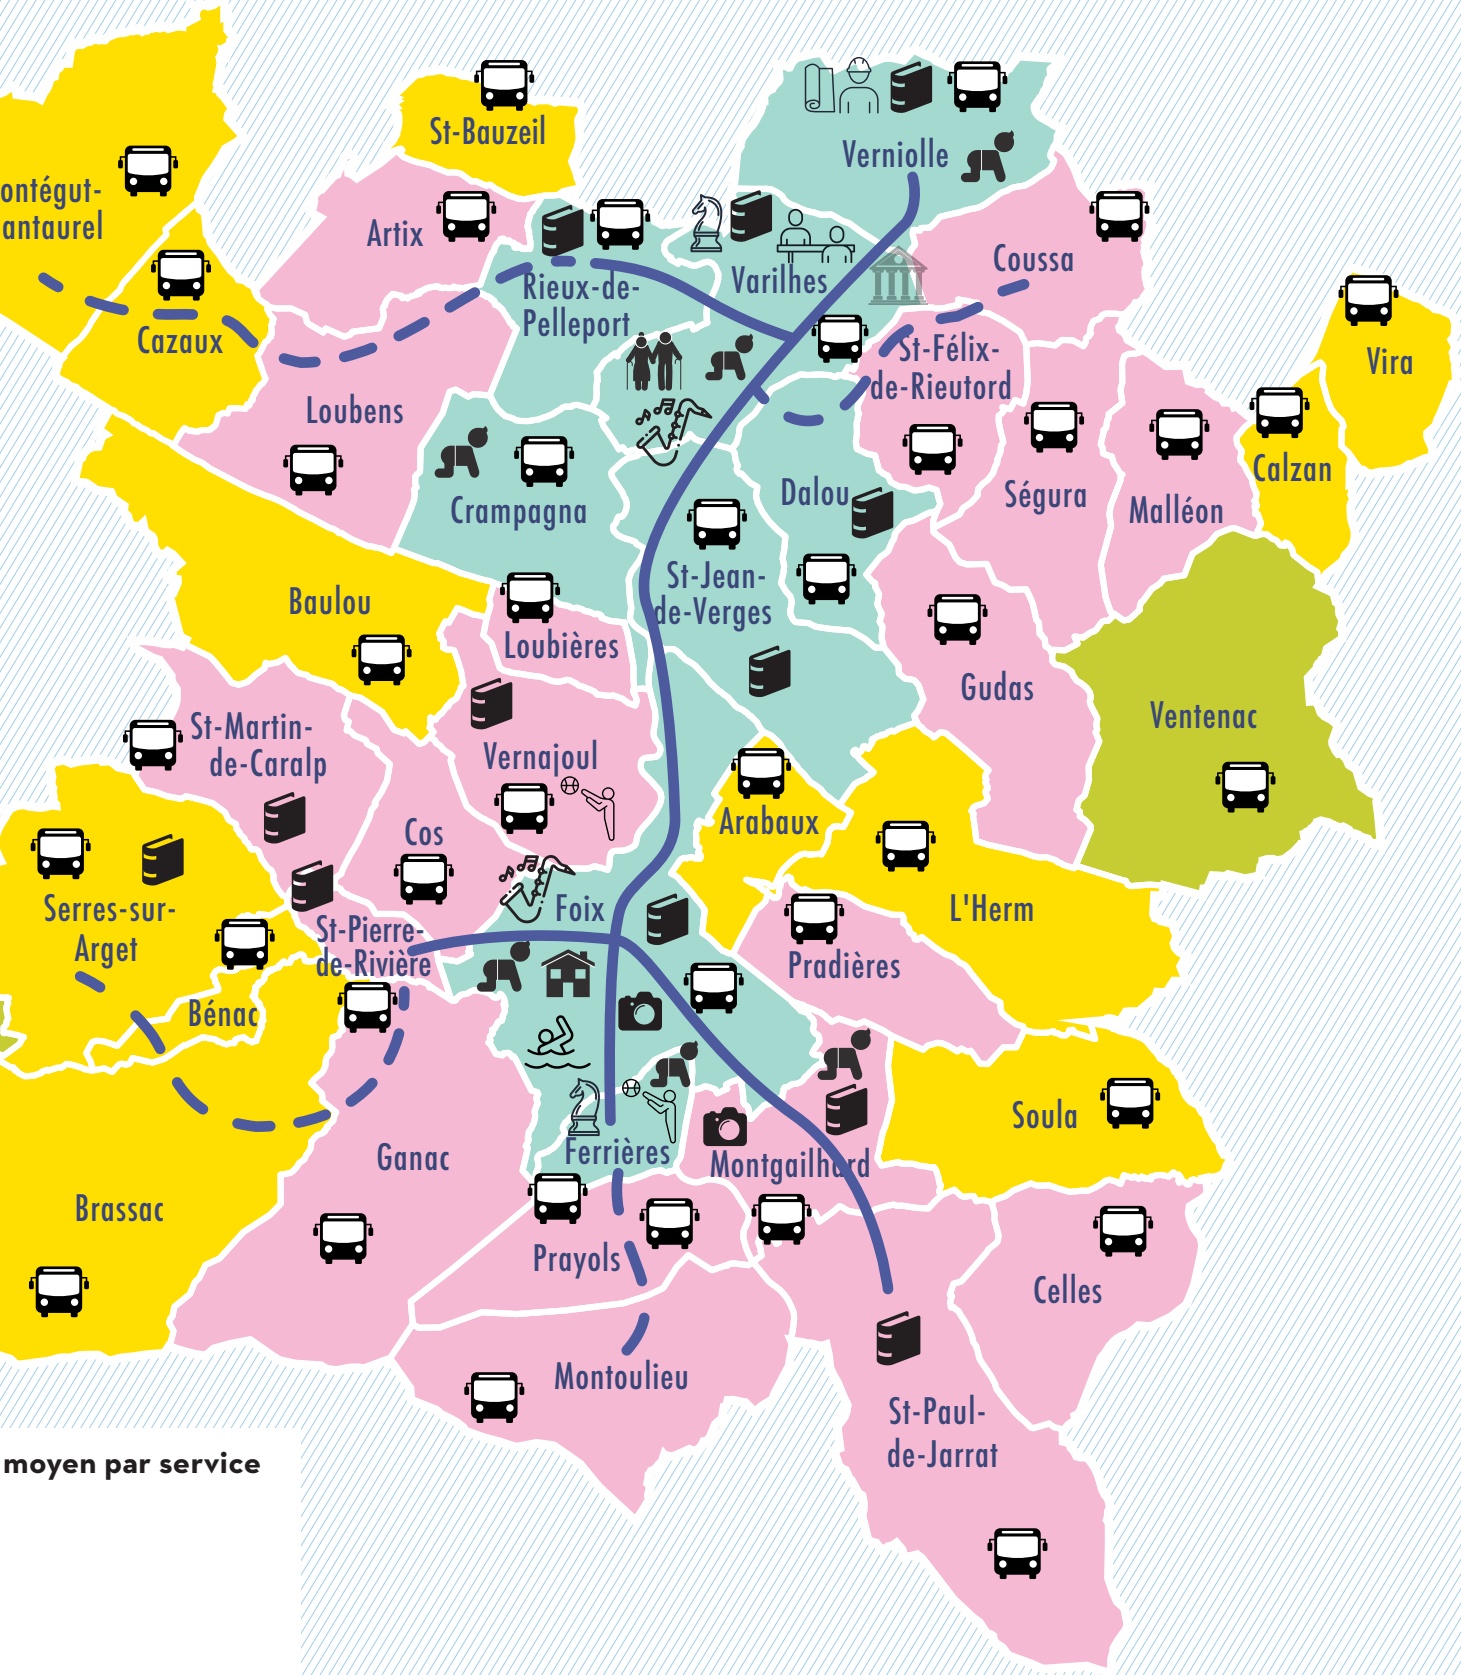 St-Bauzeil
Verniolle
ontégut-
antaurel
Artix
Coussa
Varilhes
Rieux-de-
Pelleport
Cazaux
St-Félix-
de-Rieutord
Vira
Loubens
Calzan
Dalou
Ségura
Malléon
Crampagna
St-Jean-
de-Verges
Baulou
Loubières
Gudas
Ventenac
St-Martin-
de-Caralp
Vernajoul
Arabaux
Cos
Serres-sur-
Arget
Foix
L'Herm
St-Pierre-
de-Rivière
Pradières
Bénac
Soula
Ferrières
Ganac
Montgailhard
Brassac
Prayols
Celles
Montoulieu
St-Paul-
de-Jarrat
moyen par service